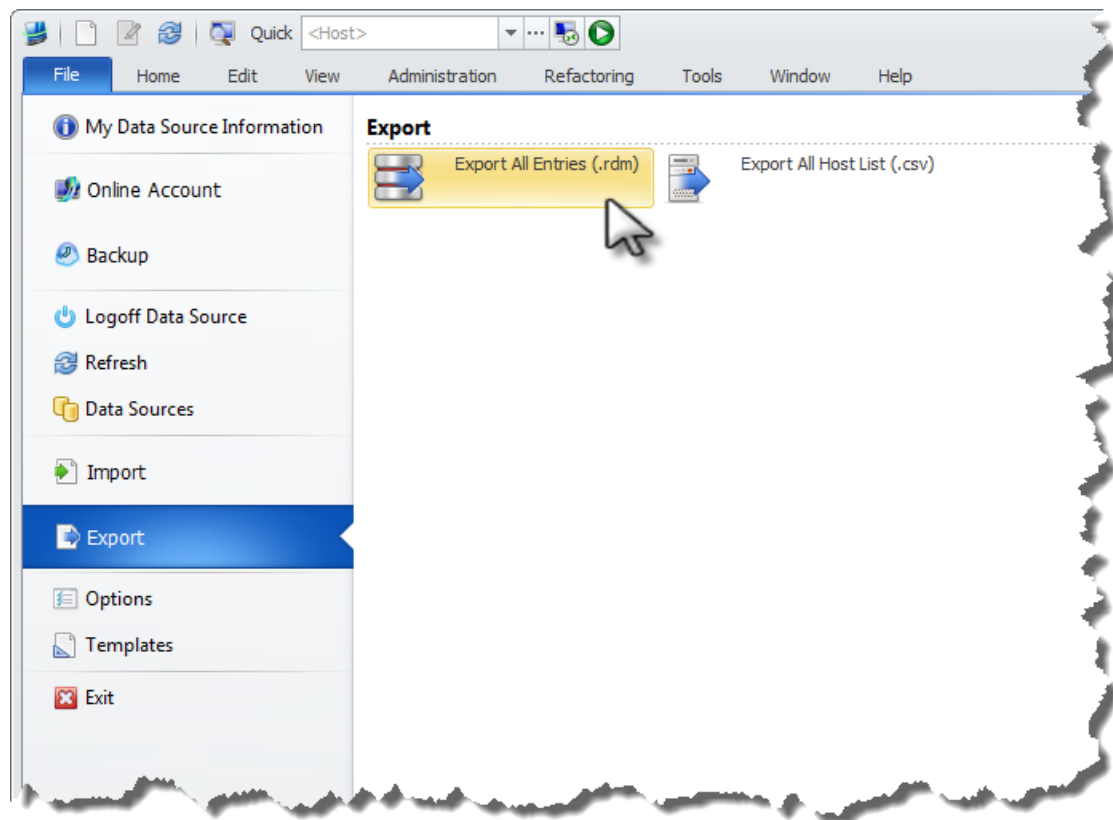 Quick <Host>
File Home Edit View Administration Refactoring Tools Window Help
My Data Source Information
Online Account
Backup
Logoff Data Source
Refresh
Data Sources
Import
Export
Options
Templates
Exit
Export
Export All Entries (.rdm) Export All Host List (.csv)